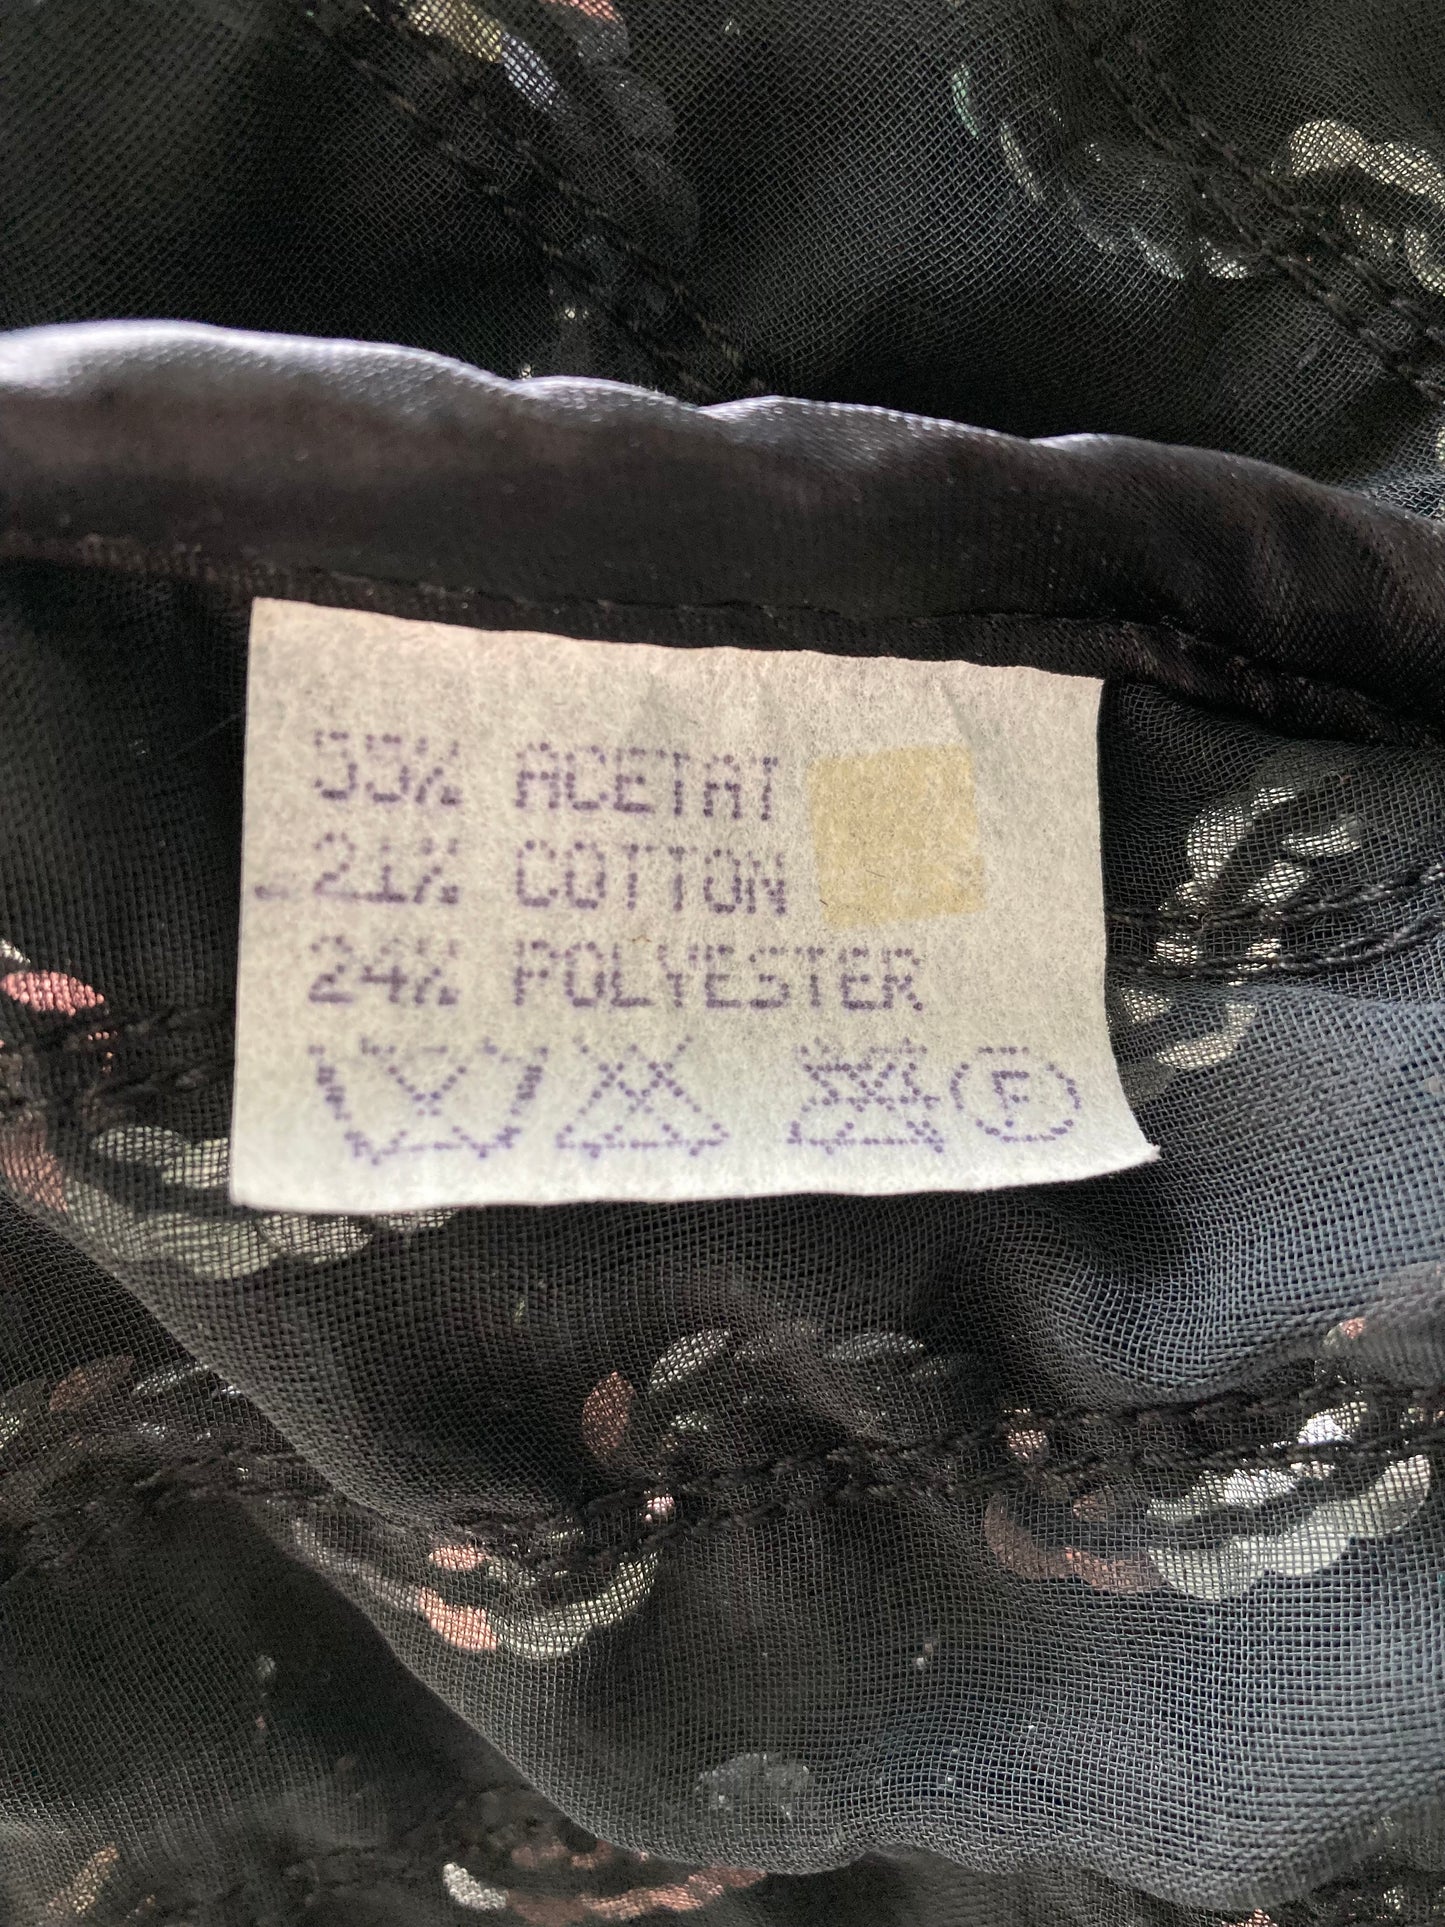 55% ACETAT
21% COTTON
24% POLYESTER
F